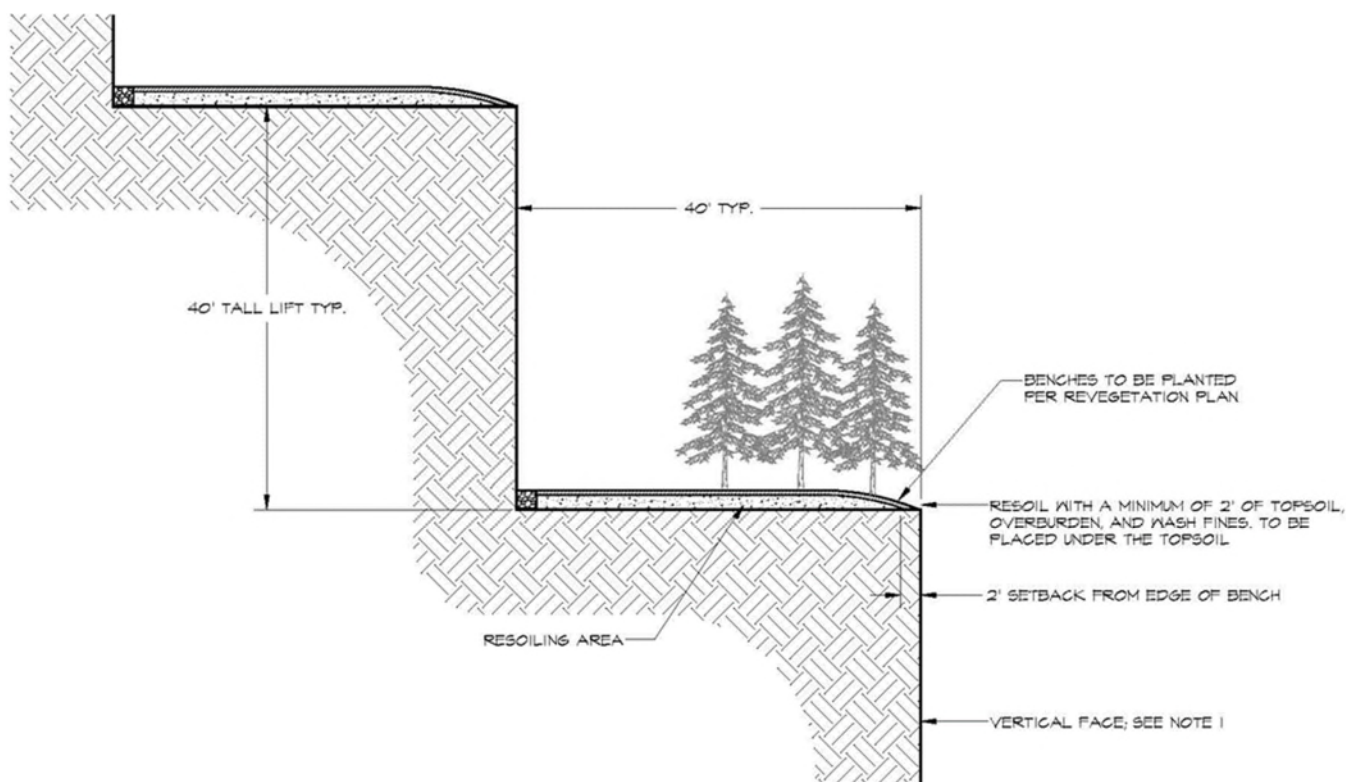 40' TYP.
40' TALL LIFT TYP.
BENCHES TO BE PLANTED
PER REVEGETATION PLAN
RESOIL WITH A MINIMUM OF 2' OF TOPSOIL,
OVERBURDEN, AND WASH FINES. TO BE
PLACED UNDER THE TOPSOIL
2' SETBACK FROM EDGE OF BENCH
RESOILING AREA
VERTICAL FACE; SEE NOTE 1